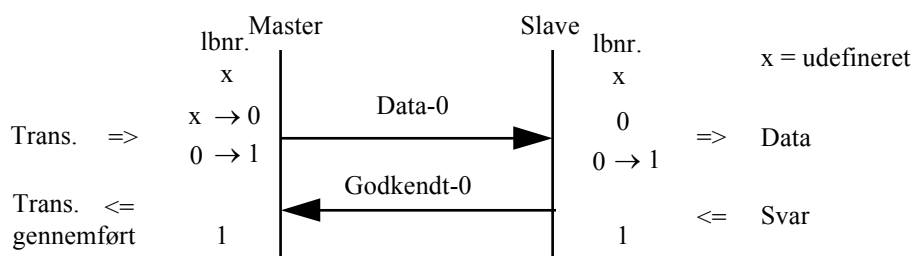 Master Slave
lbnr. lbnr.
x x x = udefineret
x → 0 Data-0 0
Trans. => => Data
0 → 1 0 → 1
Godkendt-0
Trans. <= <= Svar
gennemført 1 1